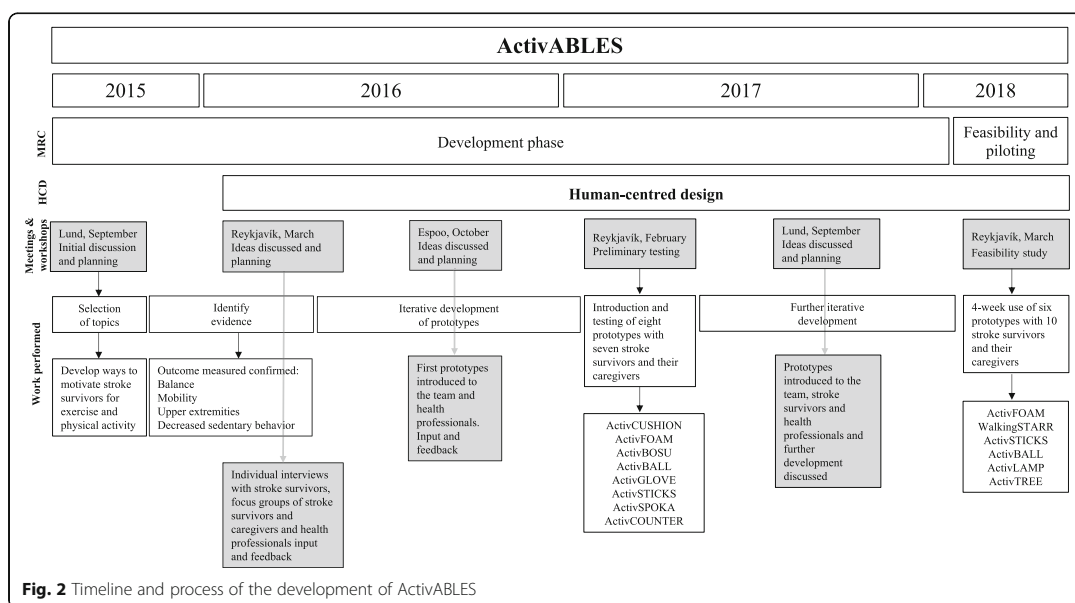 ActivABLES
2015
2016
2017
2018
MRC
Development phase
Feasibility and
piloting
HCD
Human-centred design
Meetings &
workshops
Lund, September
Initial discussion
and planning
Reykjavík, March
Ideas discussed and
planning
Espoo, October
Ideas discussed
and planning
Reykjavík, February
Preliminary testing
Lund, September
Ideas discussed
and planning
Reykjavík, March
Feasibility study
Work performed
Selection
of topics
Identify
evidence
Iterative development
of prototypes
Introduction and
testing of eight
prototypes with
seven stroke
survivors and their
caregivers
Further iterative
development
4-week use of six
prototypes with 10
stroke survivors
and their
caregivers
Develop ways to
motivate stroke
survivors for
exercise and
physical activity
Outcome measured confirmed:
Balance
Mobility
Upper extremities
Decreased sedentary behavior
First prototypes
introduced to
the team and
health
professionals.
Input and
feedback
Prototypes
introduced to the
team, stroke
survivors and
health
professionals and
further
development
discussed
ActivCUSHION
ActivFOAM
ActivBOSU
ActivBALL
ActivGLOVE
ActivSTICKS
ActivSPOKA
ActivCOUNTER
ActivFOAM
WalkingSTARR
ActivSTICKS
ActivBALL
ActivLAMP
ActivTREE
Individual interviews
with stroke survivors,
focus groups of stroke
survivors and
caregivers and health
professionals input
and feedback
Fig. 2 Timeline and process of the development of ActivABLES